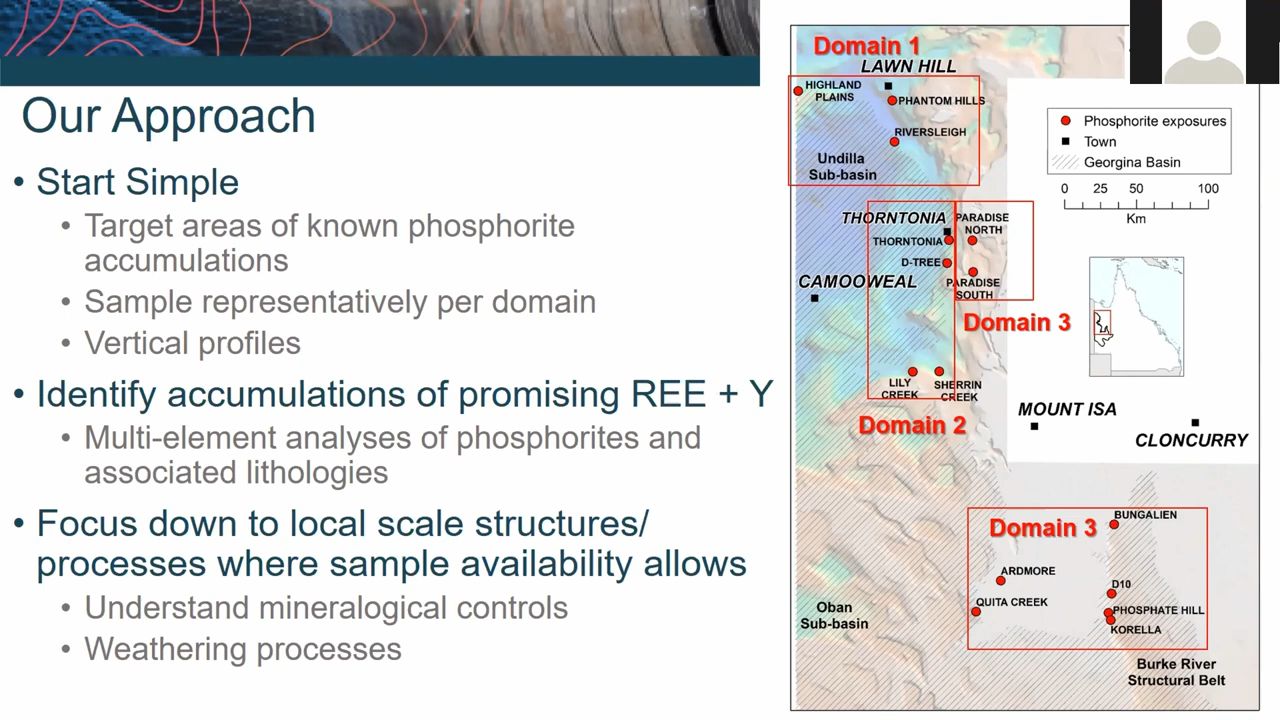 Our Approach
• Start Simple
• Target areas of known phosphorite
accumulations
• Sample representatively per domain
• Vertical profiles
• Identify accumulations of promising REE + Y
• Multi-element analyses of phosphorites and
associated lithologies
• Focus down to local scale structures/
processes where sample availability allows
• Understand mineralogical controls
• Weathering processes
Domain 1
LAWN HILL
HIGHLAND
PLAINS
PHANTOM HILLS
RIVERSLEIGH
Undilla
Sub-basin
Phosphorite exposures
Town
Georgina Basin
0 25 50 100
Km
THORNTONIA
PARADISE
NORTH
THORNTONIA
D-TREE
CAMOOWEAL
PARADISE
SOUTH
Domain 3
LILY
CREEK
SHERRIN
CREEK
Domain 2
MOUNT ISA
CLONCURRY
Domain 3
BUNGALIEN
ARDMORE
D10
QUITA CREEK
PHOSPHATE HILL
KORELLA
Oban
Sub-basin
Burke River
Structural Belt